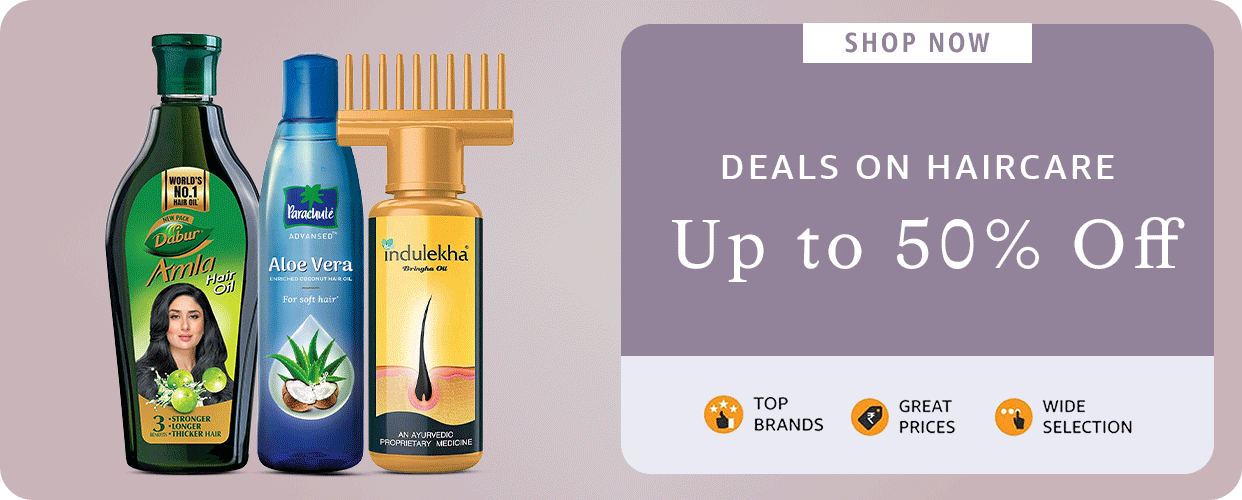 WORLD'S
NO.1
HAIR OIL
NEW PACK
Dabur
Amla
Hair
Oil
3
BENEFITS
•STRONGER
•LONGER
•THICKER HAIR
Parachute
ADVANSED™
Aloe Vera
ENRICHED COCONUT HAIR OIL
For soft hair*
indulekha®
Bringha Oil
AN AYURVEDIC
PROPRIETARY MEDICINE
SHOP NOW
DEALS ON HAIRCARE
Up to 50% Off
TOP
BRANDS
GREAT
PRICES
WIDE
SELECTION